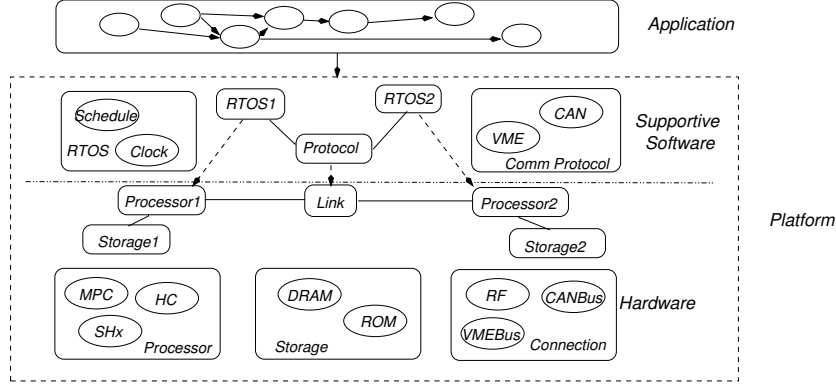 Application
RTOS1
RTOS2
Schedule
RTOS
Clock
Protocol
CAN
VME
Comm Protocol
Supportive
Software
Processor1
Link
Processor2
Platform
Storage1
Storage2
MPC
HC
SHx
Processor
DRAM
ROM
Storage
RF
CANBus
VMEBus
Connection
Hardware